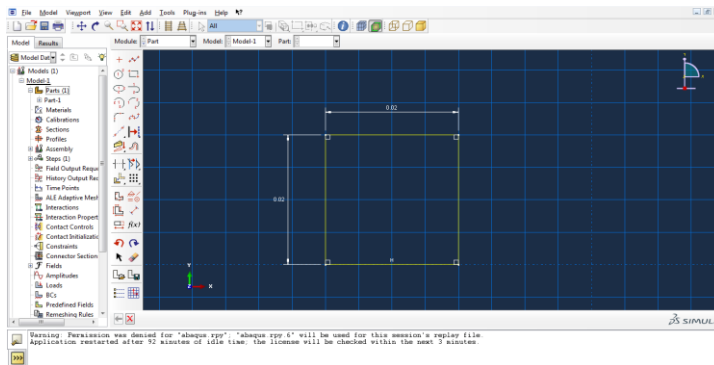 File Model Viewport View Edit Add Tools Plug-ins Help
All
Model Results
Module: Part Model: Model-1 Part:
Model Dat
Models (1)
Model-1
Parts (1)
Part-1
Materials
Calibrations
Sections
Profiles
Assembly
Steps (1)
Field Output Reque
History Output Rec
Time Points
ALE Adaptive Mesh
Interactions
Interaction Propert
Contact Controls
Contact Initializatio
Constraints
Connector Section
Fields
Amplitudes
Loads
BCs
Predefined Fields
Remeshing Rules
f(x)
0.02
0.02
H
Y
Z X
SIMUL
Warning: Permission was denied for "abaqus.rpy"; "abaqus.rpy.6" will be used for this session's replay file.
Application restarted after 92 minutes of idle time; the license will be checked within the next 3 minutes.
>>>